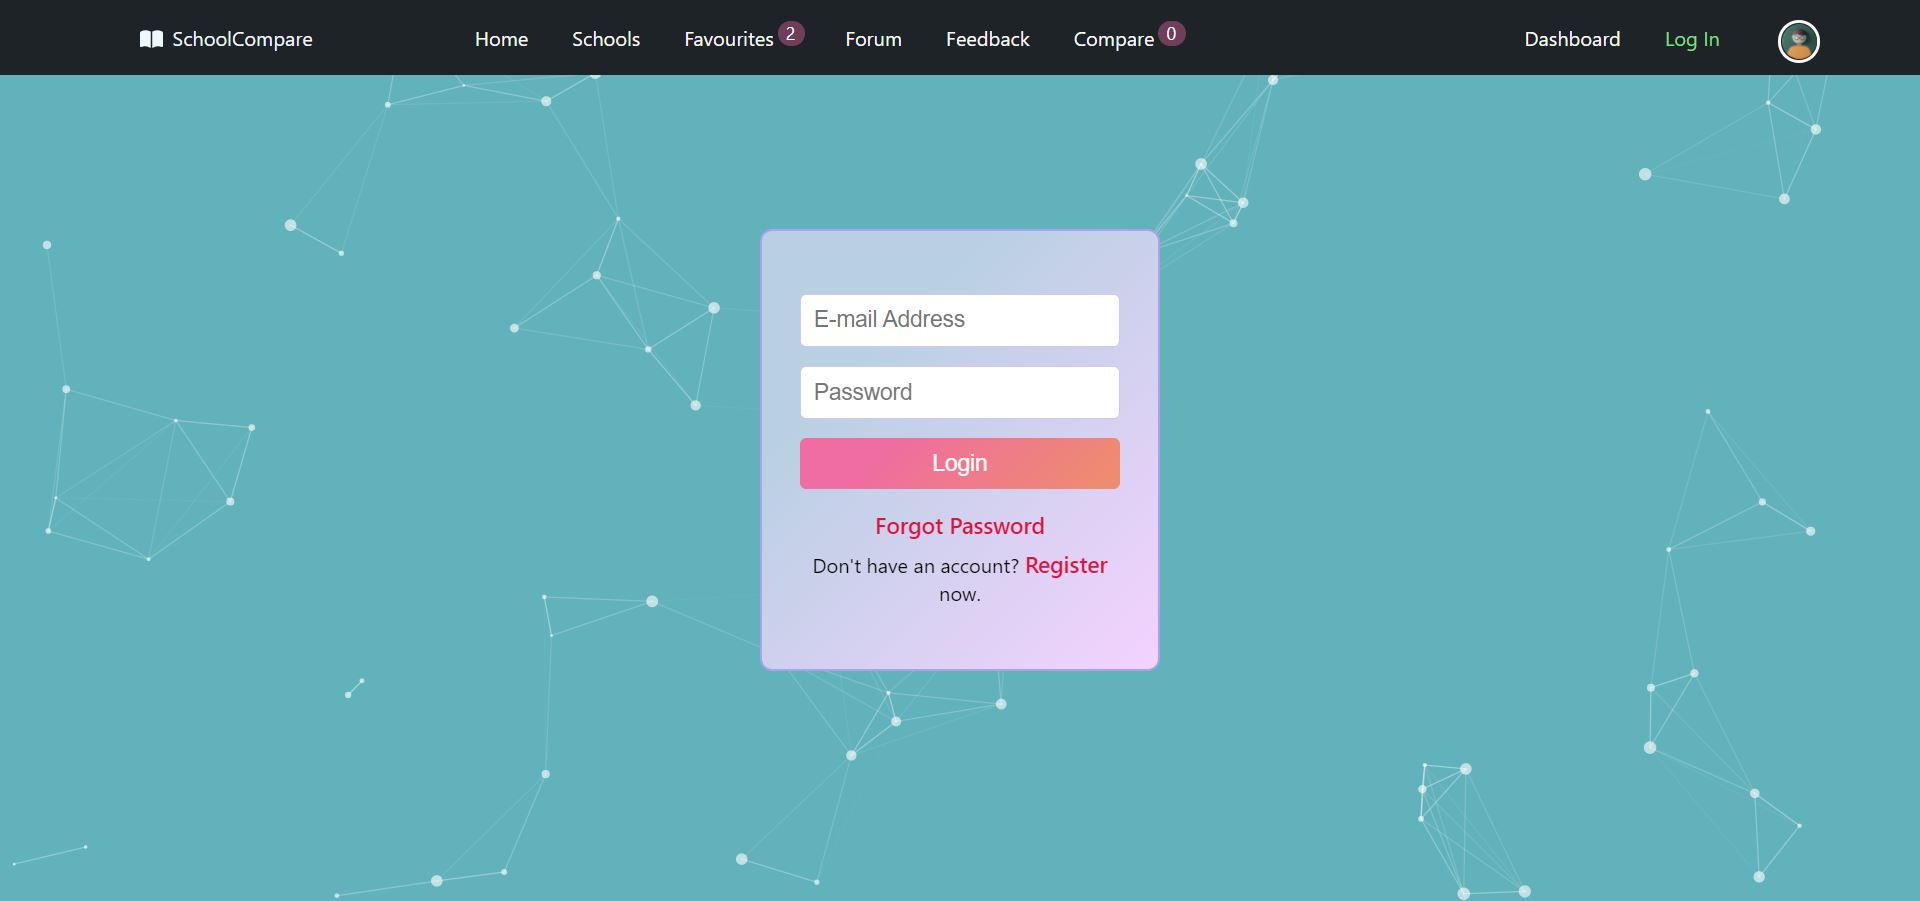 SchoolCompare Home Schools Favourites 2 Forum Feedback Compare 0 Dashboard Log In
E-mail Address
Password
Login
Forgot Password
Don't have an account? Register
now.